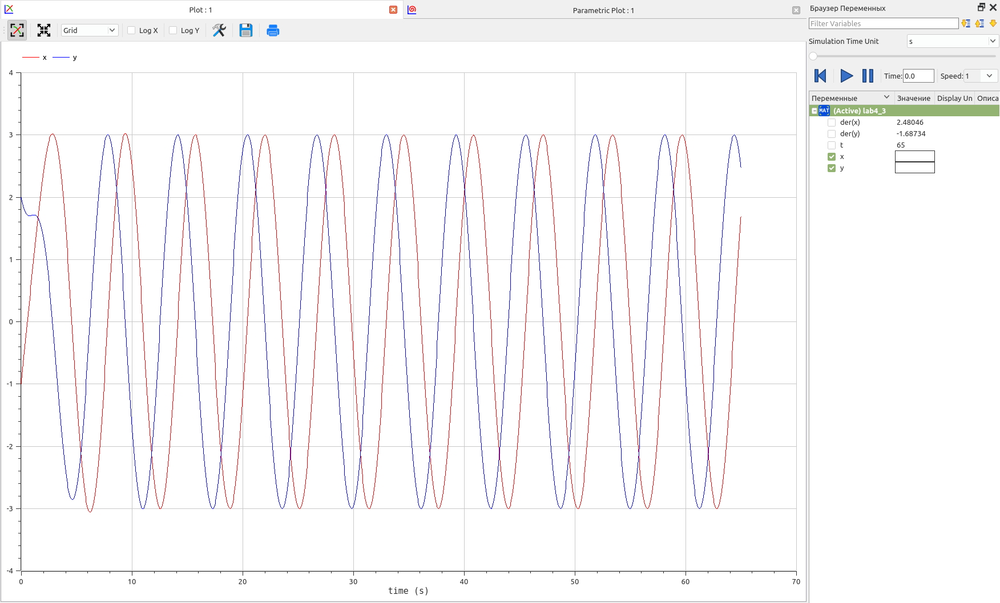 Plot : 1
Parametric Plot : 1
Браузер Переменных
Grid
Log X
Log Y
Filter Variables
Simulation Time Unit
s
Time:
0.0
Speed:
1
x
y
4
3
2
1
0
-1
-2
-3
-4
0
10
20
30
40
50
60
70
time (s)
Переменные
Значение
Display Un
Описа
MAT
(Active) lab4_3
der(x)
2.48046
der(y)
-1.68734
t
65
x
y